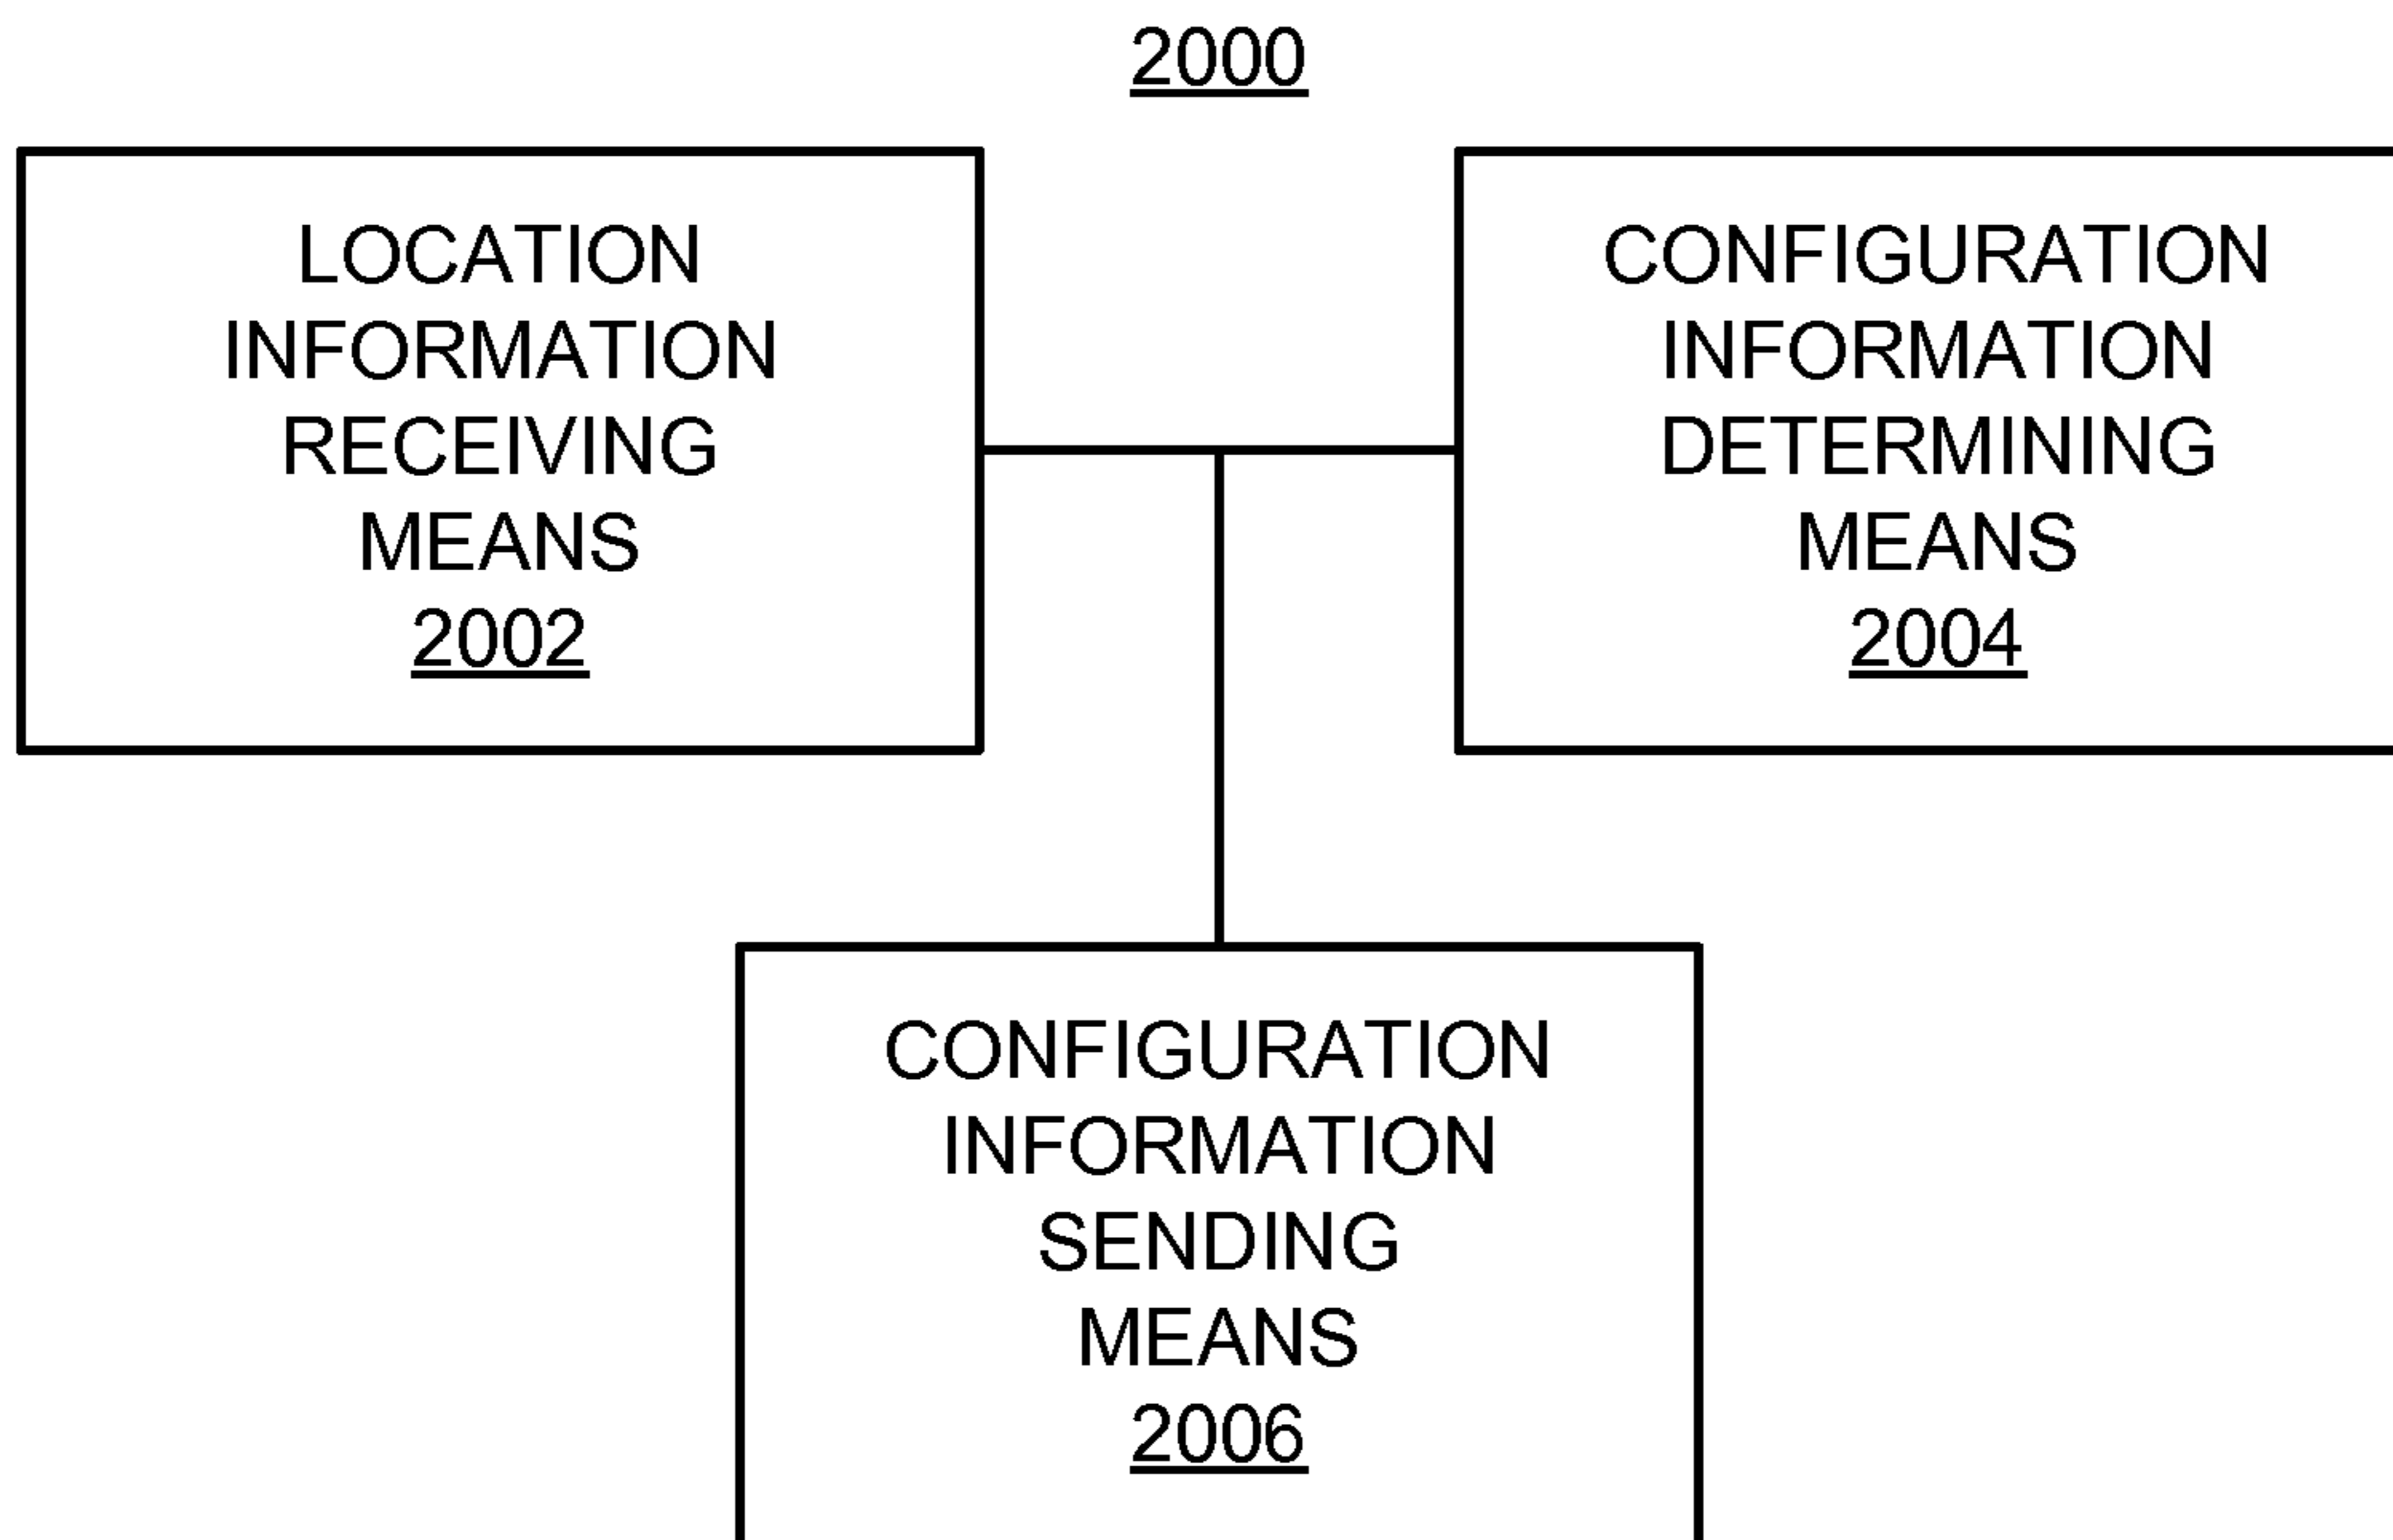 2000
LOCATION
INFORMATION
RECEIVING
MEANS
2002
CONFIGURATION
INFORMATION
DETERMINING
MEANS
2004
CONFIGURATION
INFORMATION
SENDING
MEANS
2006